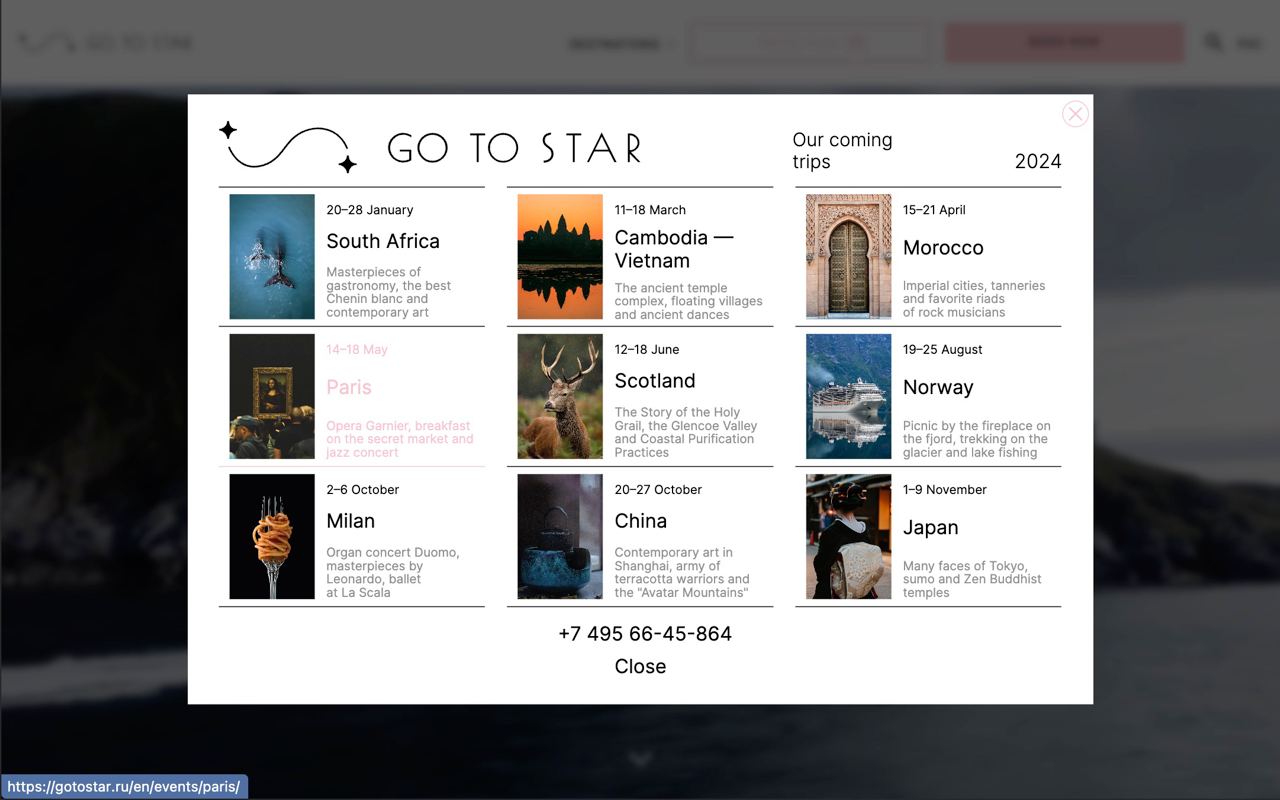 GO TO STAR
Our coming
trips
2024
20–28 January
South Africa
Masterpieces of
gastronomy, the best
Chenin blanc and
contemporary art
11–18 March
Cambodia —
Vietnam
The ancient temple
complex, floating villages
and ancient dances
15–21 April
Morocco
Imperial cities, tanneries
and favorite riads
of rock musicians
14–18 May
Paris
Opera Garnier, breakfast
on the secret market and
jazz concert
12–18 June
Scotland
The Story of the Holy
Grail, the Glencoe Valley
and Coastal Purification
Practices
19–25 August
Norway
Picnic by the fireplace on
the fjord, trekking on the
glacier and lake fishing
2–6 October
Milan
Organ concert Duomo,
masterpieces by
Leonardo, ballet
at La Scala
20–27 October
China
Contemporary art in
Shanghai, army of
terracotta warriors and
the "Avatar Mountains"
1–9 November
Japan
Many faces of Tokyo,
sumo and Zen Buddhist
temples
+7 495 66-45-864
Close
https://gotostar.ru/en/events/paris/